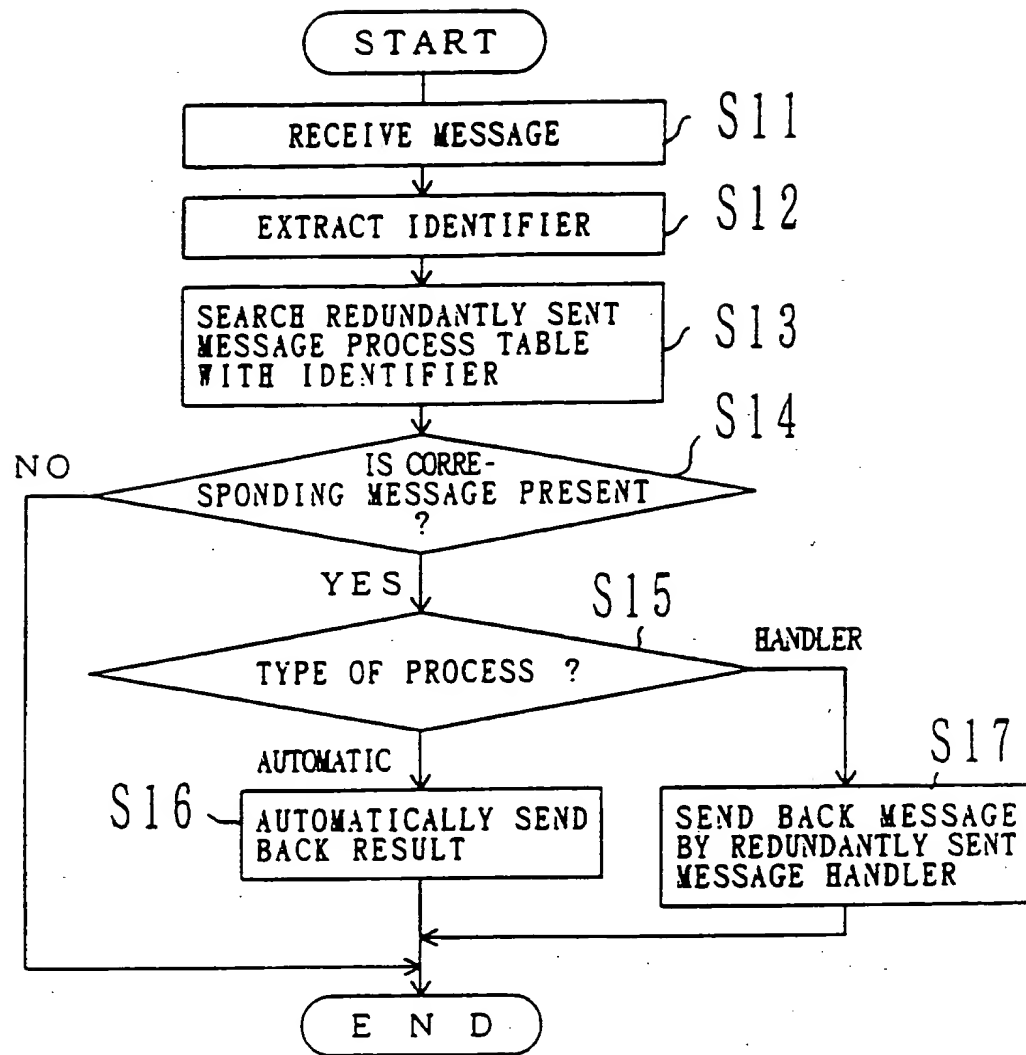 START
RECEIVE MESSAGE
S11
EXTRACT IDENTIFIER
S12
SEARCH REDUNDANTLY SENT
MESSAGE PROCESS TABLE
WITH IDENTIFIER
S13
S14
NO
IS CORRE-
SPONDING MESSAGE PRESENT
?
YES
S15
HANDLER
TYPE OF PROCESS ?
AUTOMATIC
S16
AUTOMATICALLY SEND
BACK RESULT
S17
SEND BACK MESSAGE
BY REDUNDANTLY SENT
MESSAGE HANDLER
END